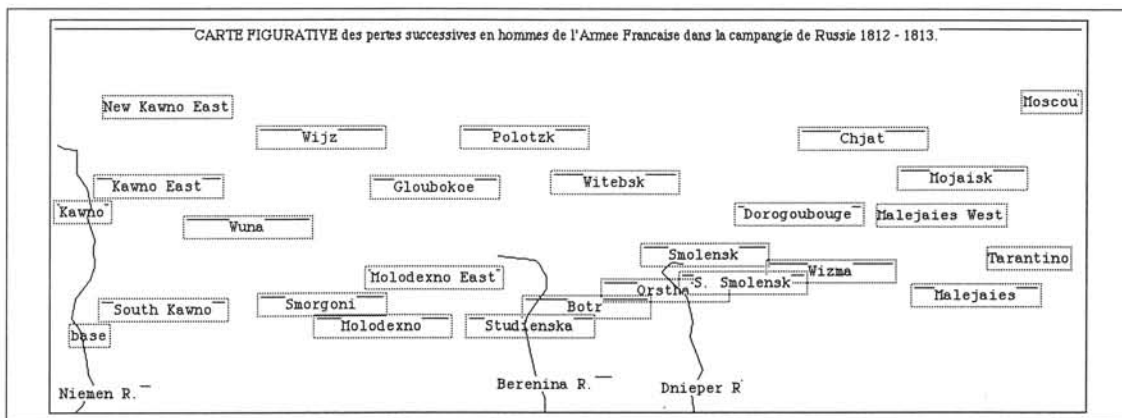 CARTE FIGURATIVE des pertes successives en hommes de l'Armee Francaise dans la campangie de Russie 1812 - 1813.
New Kawno East
Moscou
Wijz
Polotzk
Chjat
Kawno East
Gloubokoe
Witebsk
Mojaisk
Kawno
Wuna
Dorogoubouge
Malejaies West
Smolensk
Tarantino
Molodexno East
Wizma
S. Smolensk
Orstha
Malejaies
Smorgoni
Botr
South Kawno
Molodexno
Studienska
base
Niemen R.
Berenina R.
Dnieper R